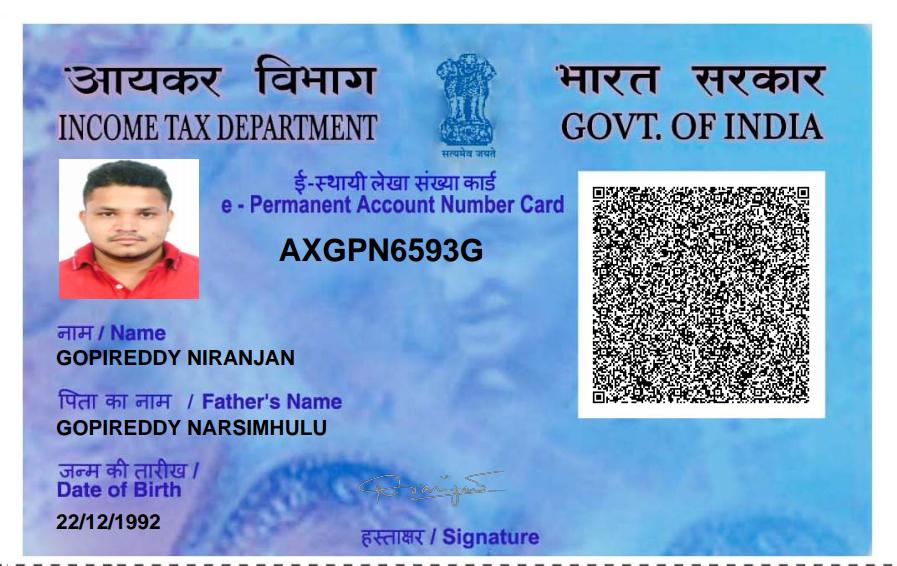 आयकर विभाग
INCOME TAX DEPARTMENT
सत्यमेव जयते
भारत सरकार
GOVT. OF INDIA
ई-स्थायी लेखा संख्या कार्ड
e - Permanent Account Number Card
AXGPN6593G
नाम / Name
GOPIREDDY NIRANJAN
पिता का नाम / Father's Name
GOPIREDDY NARSIMHULU
जन्म की तारीख /
Date of Birth
22/12/1992
हस्ताक्षर / Signature